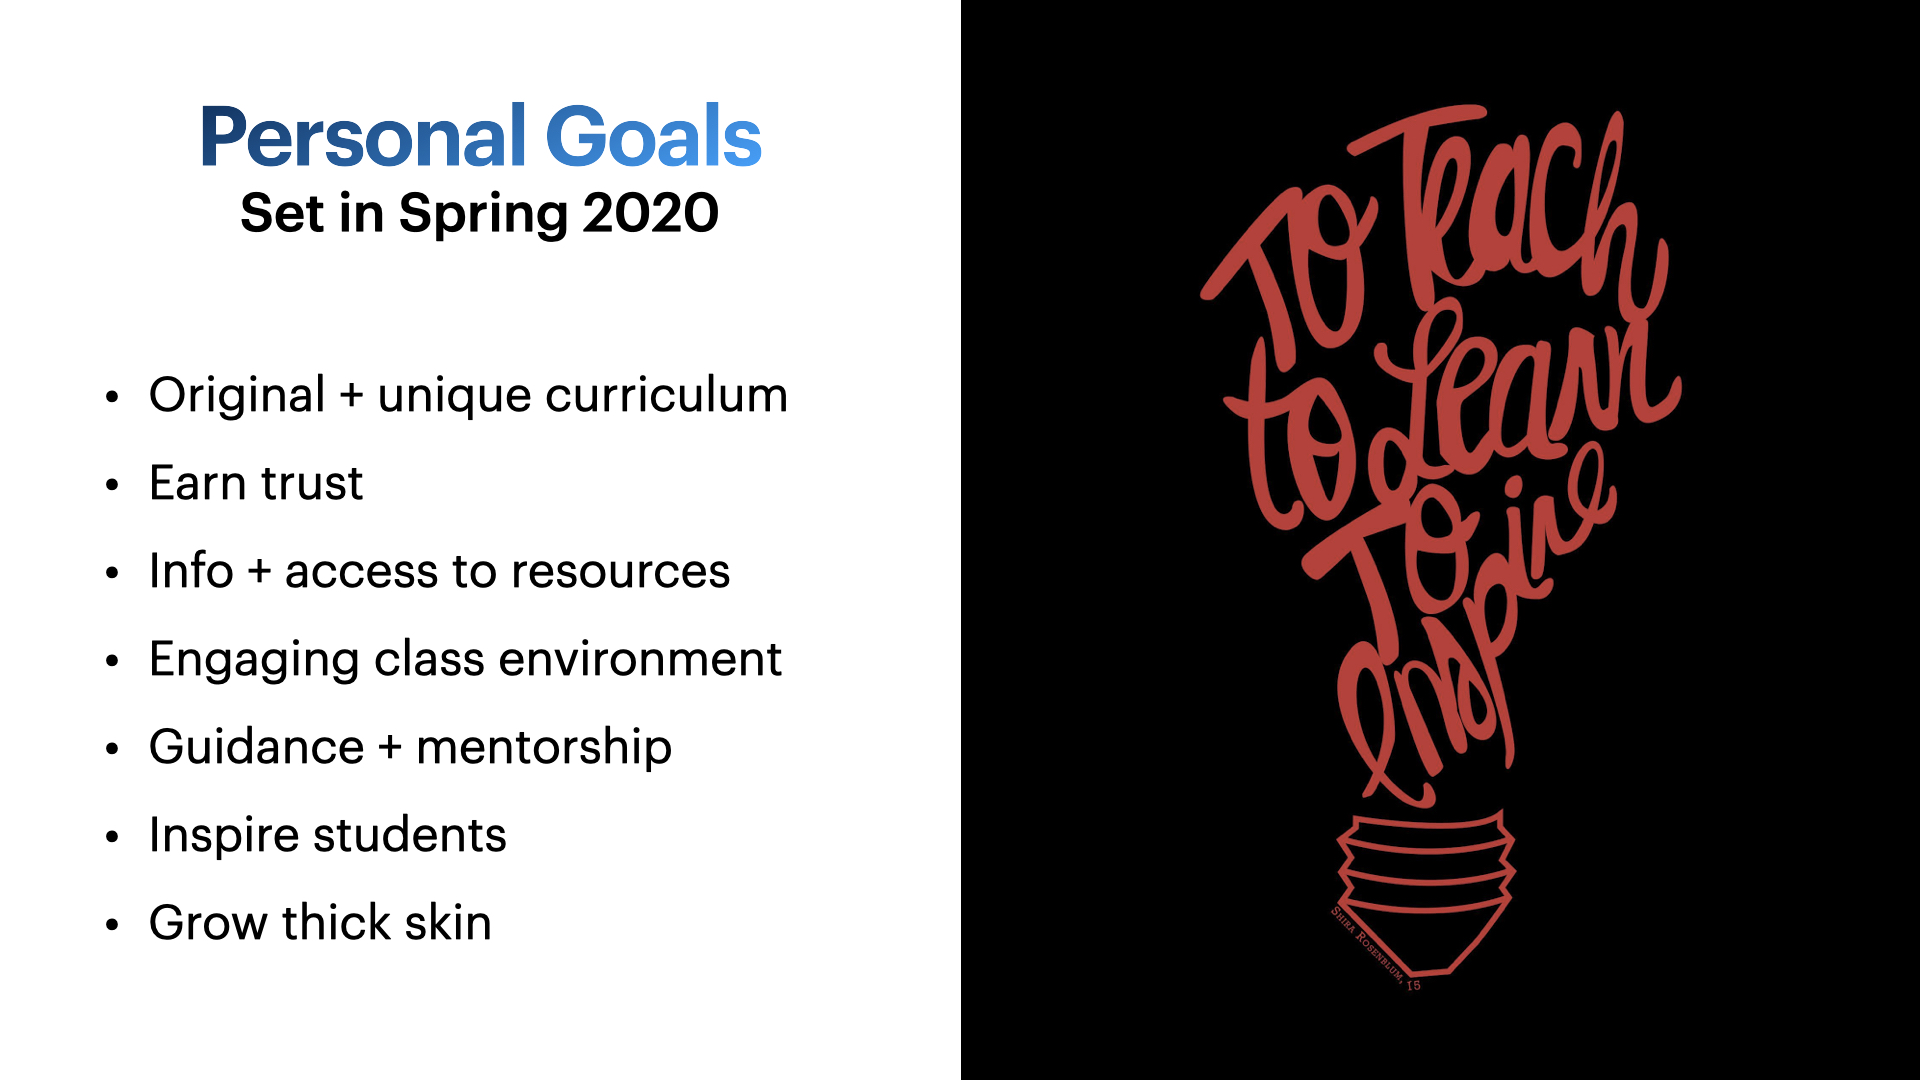 Personal Goals
Set in Spring 2020
• Original + unique curriculum
• Earn trust
• Info + access to resources
• Engaging class environment
• Guidance + mentorship
• Inspire students
• Grow thick skin
To Teach
to Learn
To
Inspire
Shira Rosenblum, 15